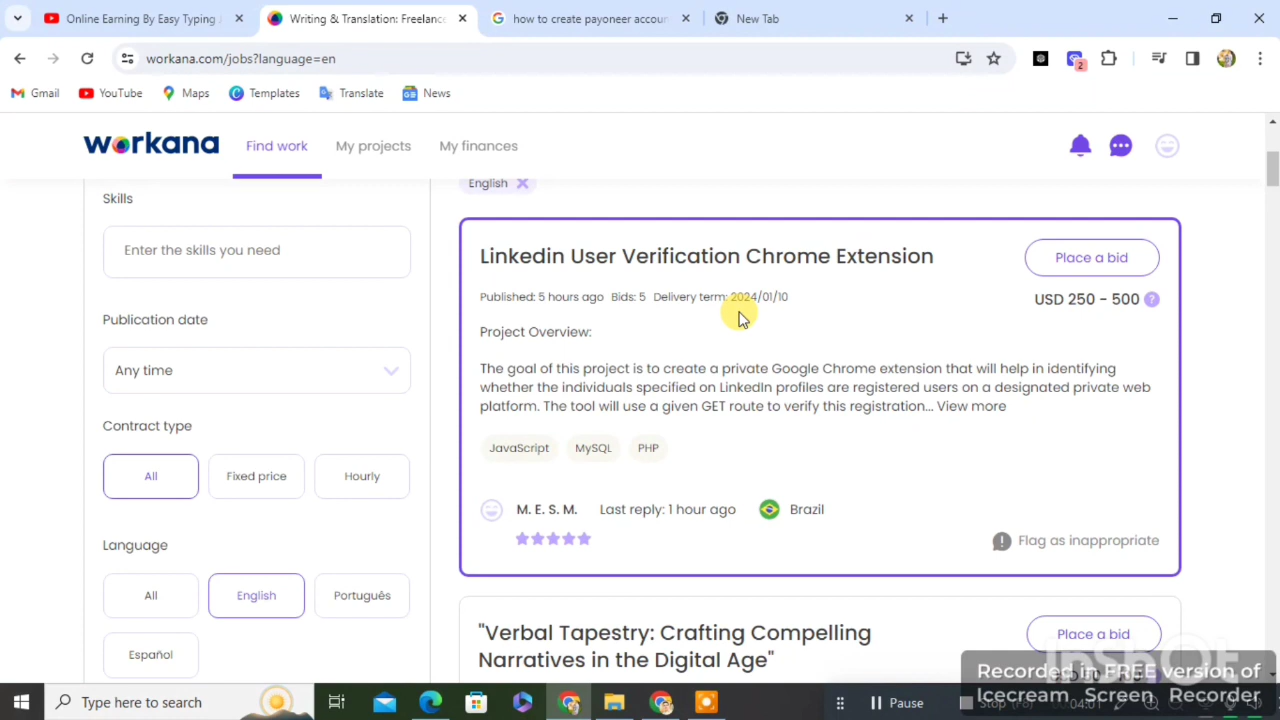 Online Earning By Easy Typing
Writing & Translation: Freelance
how to create payoneer accoun
New Tab
workana.com/jobs?language=en
2
Gmail
YouTube
Maps
Templates
Translate
News
workana
Find work
My projects
My finances
English
Skills
Enter the skills you need
Publication date
Any time
Contract type
All
Fixed price
Hourly
Language
All
English
Português
Español
Linkedin User Verification Chrome Extension
Place a bid
Published: 5 hours ago Bids: 5 Delivery term: 2024/01/10
USD 250 - 500 ?
Project Overview:
The goal of this project is to create a private Google Chrome extension that will help in identifying
whether the individuals specified on LinkedIn profiles are registered users on a designated private web
platform. The tool will use a given GET route to verify this registration... View more
JavaScript
MySQL
PHP
M. E. S. M.
Last reply: 1 hour ago
Brazil
Flag as inappropriate
"Verbal Tapestry: Crafting Compelling
Narratives in the Digital Age"
Place a bid
Recorded in FREE version of
Icecream Screen Recorder
Type here to search
Pause
Stop (F8)
04:01